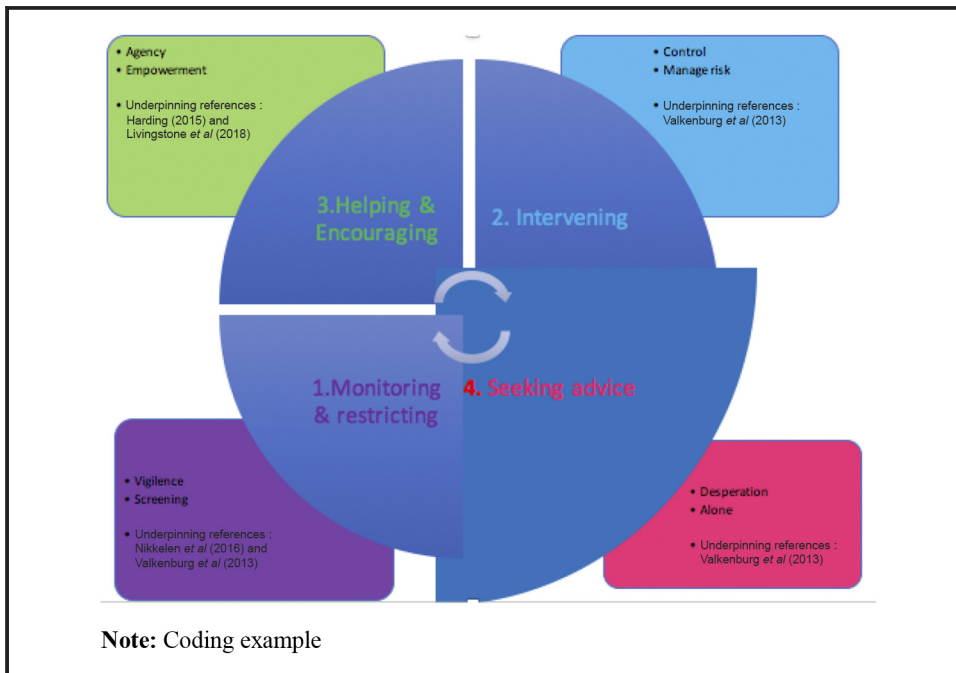 • Agency
• Empowerment
• Underpinning references :
Harding (2015) and
Livingstone et al (2018)
• Control
• Manage risk
• Underpinning references :
Valkenburg et al (2013)
3.Helping &
Encouraging
2. Intervening
1.Monitoring
& restricting
4. Seeking advice
• Vigilence
• Screening
• Underpinning references :
Nikkelen et al (2016) and
Valkenburg et al (2013)
• Desperation
• Alone
• Underpinning references :
Valkenburg et al (2013)
Note: Coding example